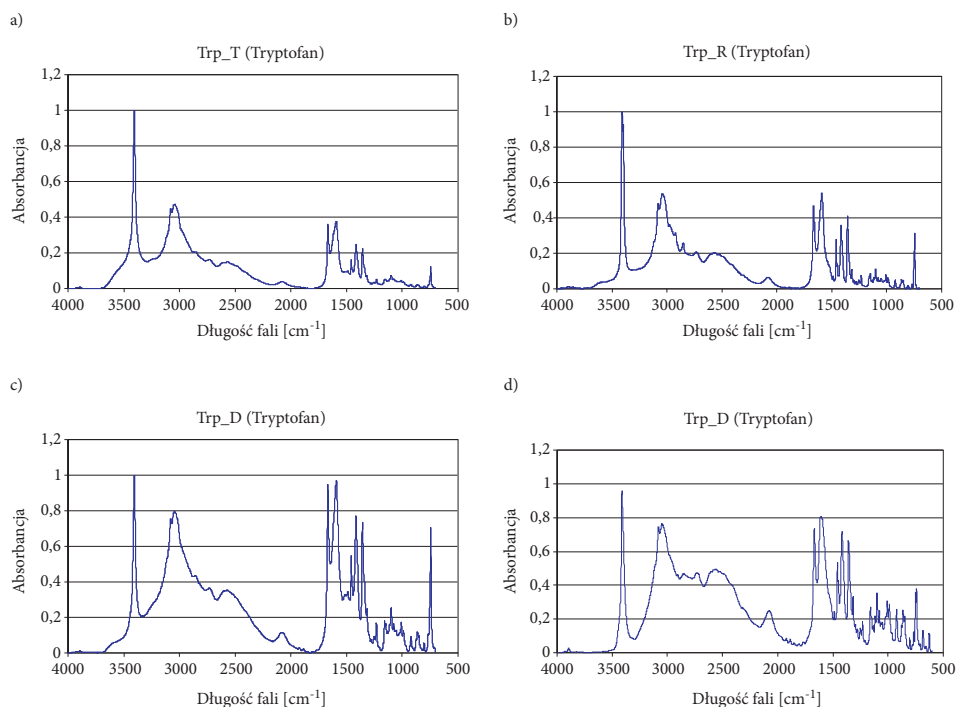 a)
Trp_T (Tryptofan)
1,2
1
0,8
0,6
0,4
0,2
0
4000 3500 3000 2500 2000 1500 1000 500
Absorbancja
Długość fali [cm-1]
b)
Trp_R (Tryptofan)
1,2
1
0,8
0,6
0,4
0,2
0
4000 3500 3000 2500 2000 1500 1000 500
Absorbancja
Długość fali [cm-1]
c)
Trp_D (Tryptofan)
1,2
1
0,8
0,6
0,4
0,2
0
4000 3500 3000 2500 2000 1500 1000 500
Absorbancja
Długość fali [cm-1]
d)
Trp_D (Tryptofan)
1,2
1
0,8
0,6
0,4
0,2
0
4000 3500 3000 2500 2000 1500 1000 500
Absorbancja
Długość fali [cm-1]